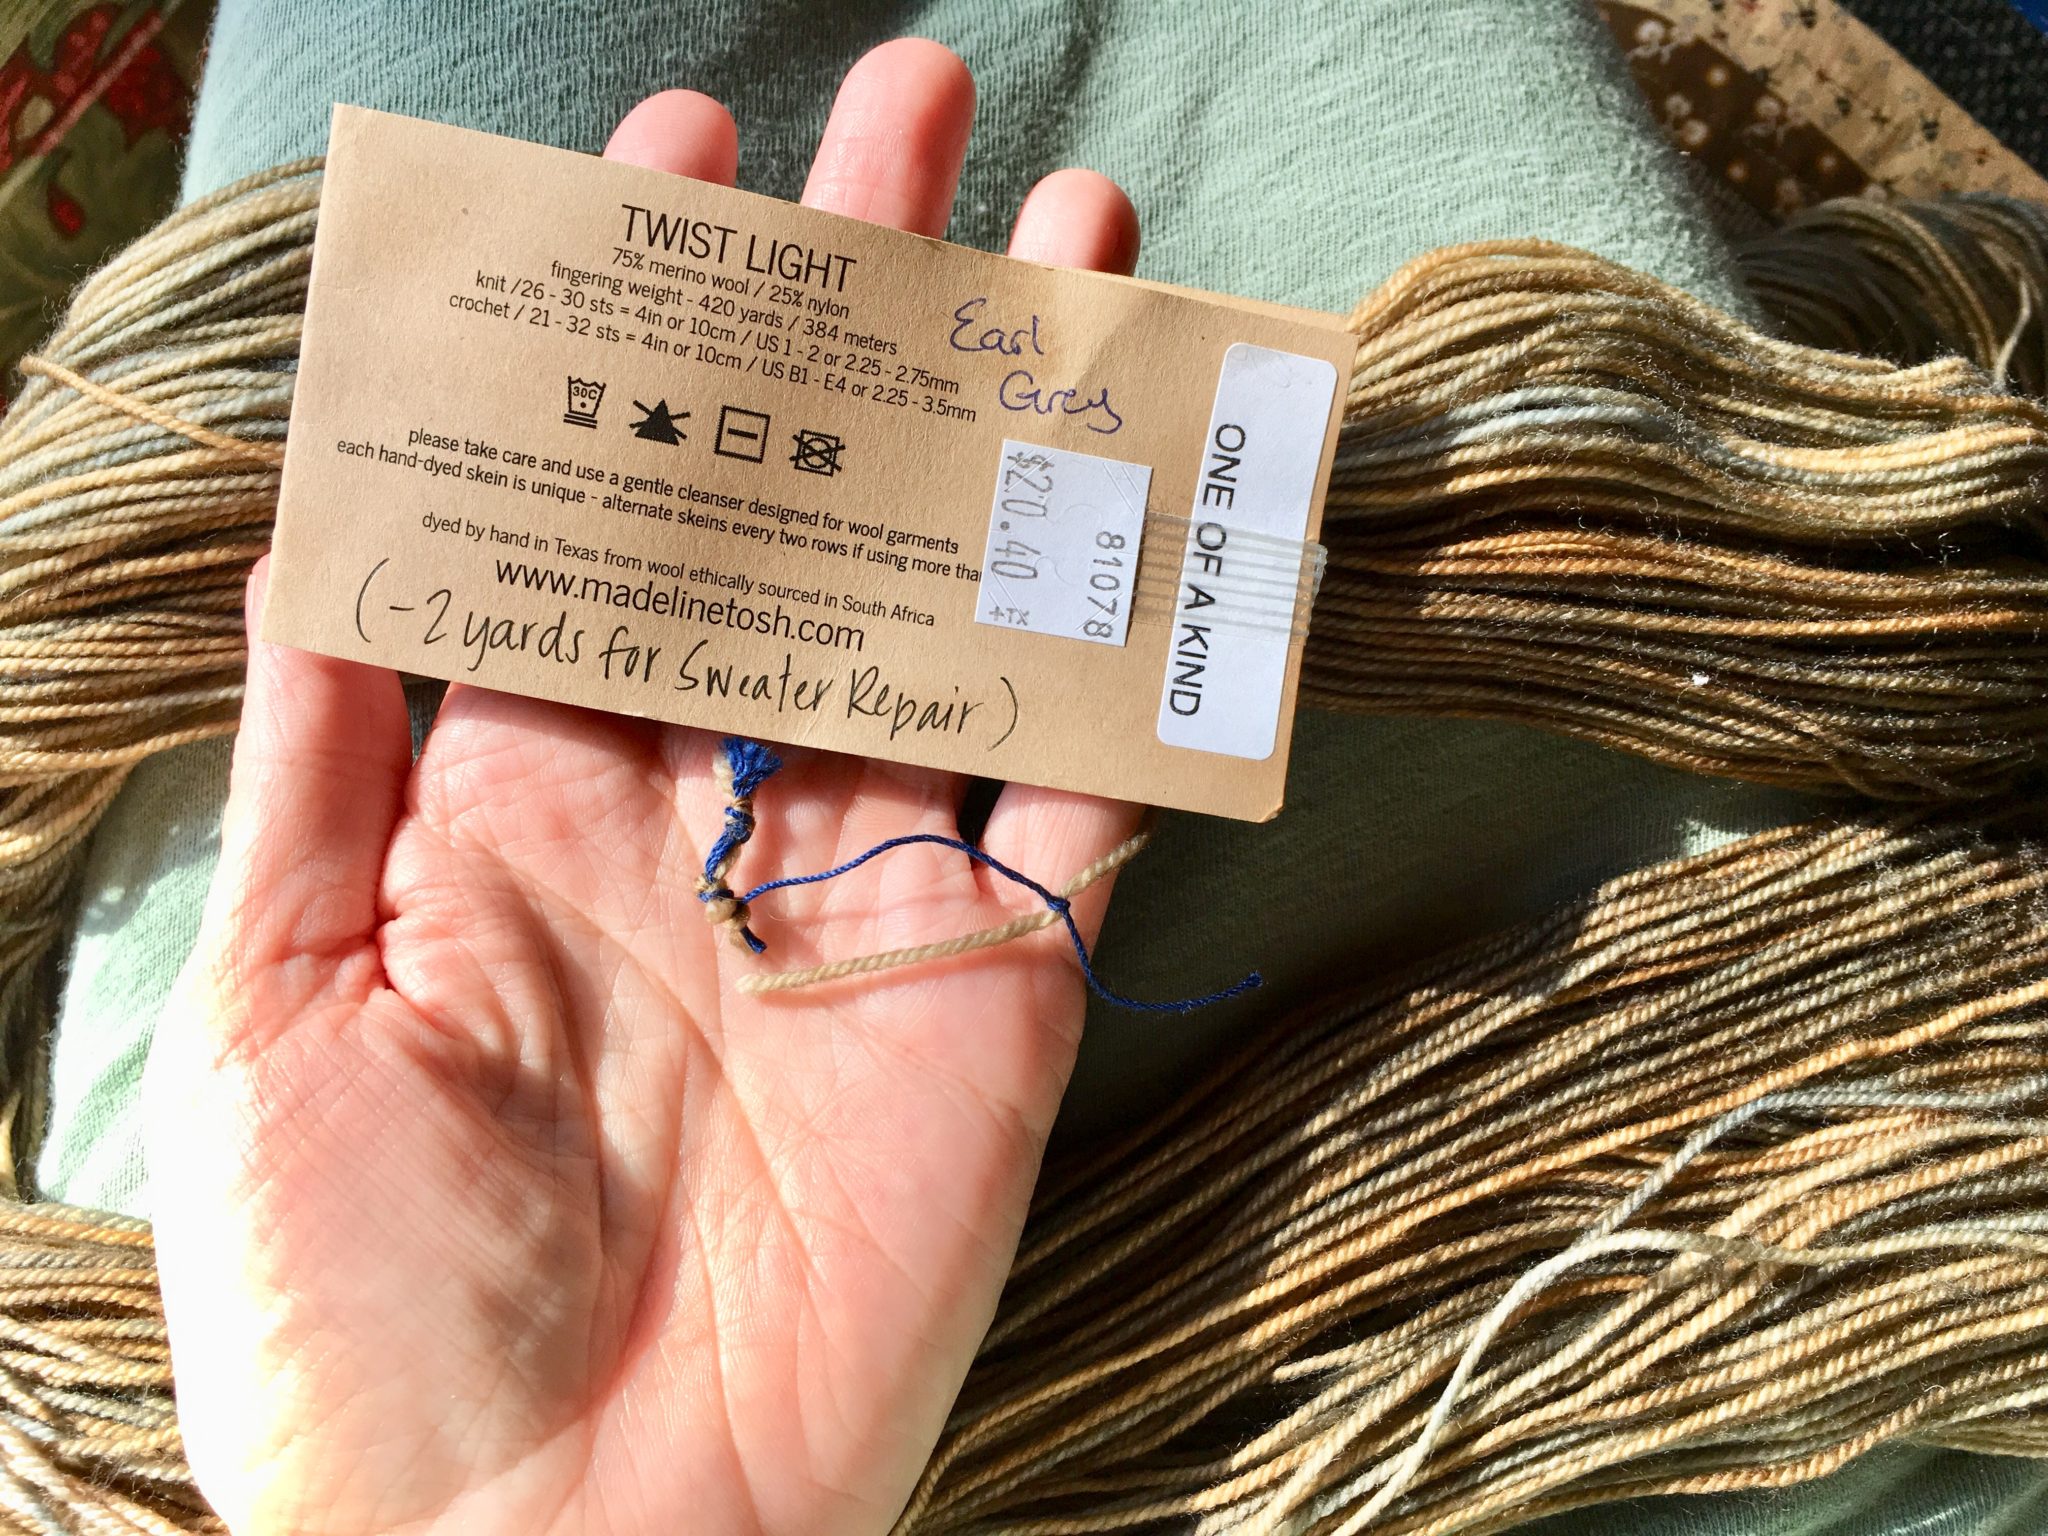 TWIST LIGHT
75% merino wool / 25% nylon
fingering weight - 420 yards / 384 meters
knit /26 - 30 sts = 4in or 10cm / US 1 - 2 or 2.25 - 2.75mm
crochet / 21 - 32 sts = 4in or 10cm / US B1 - E4 or 2.25 - 3.5mm
Earl
Grey
30C
please take care and use a gentle cleanser designed for wool garments
each hand-dyed skein is unique - alternate skeins every two rows if using more than
dyed by hand in Texas from wool ethically sourced in South Africa
www.madelinetosh.com
(-2 yards for Sweater Repair)
$20.40
+TX
81078
ONE OF A KIND